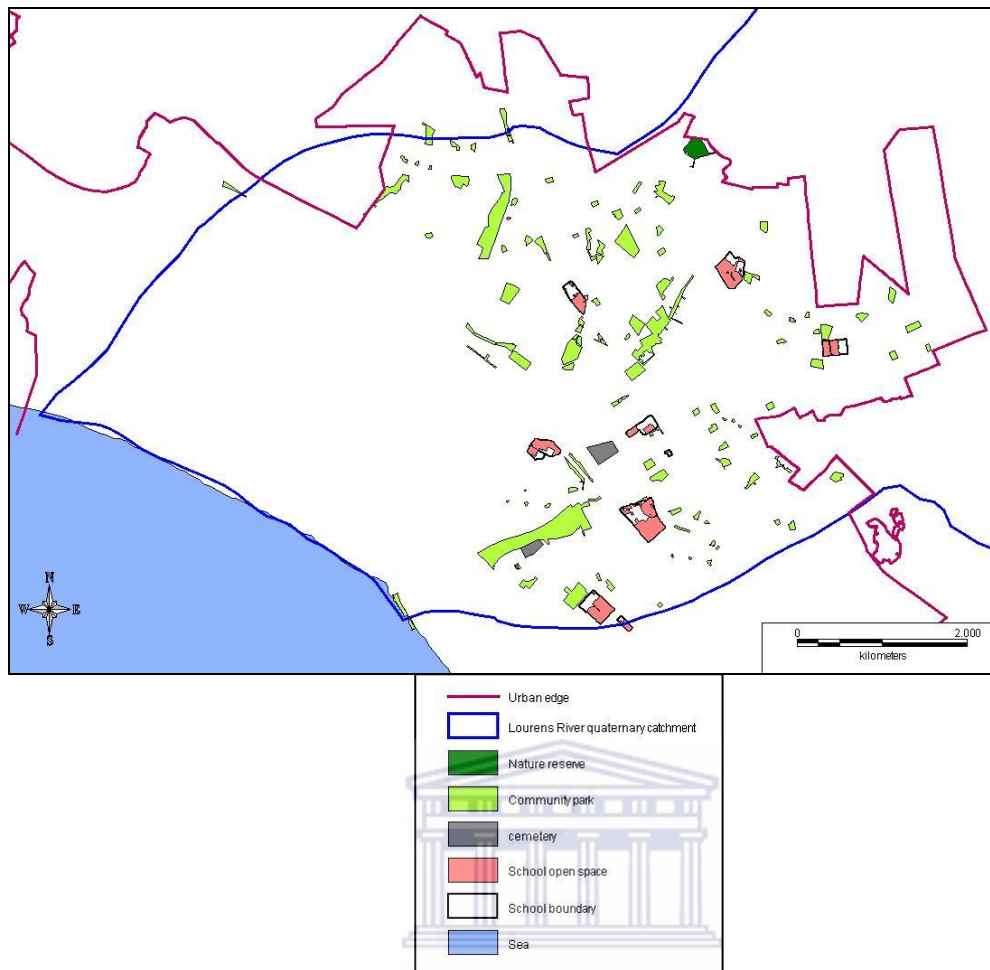 N
W E
S
0 2.000
kilometers
Urban edge
Lourens River quaternary catchment
Nature reserve
Community park
cemetery
School open space
School boundary
Sea